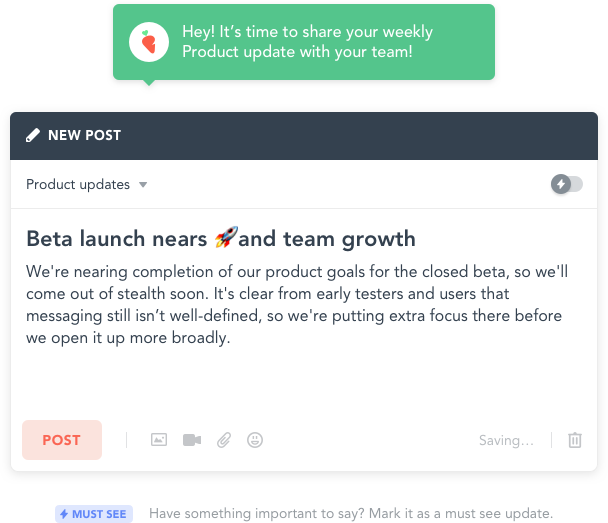 Hey! It’s time to share your weekly
Product update with your team!
NEW POST
Product updates
Beta launch nears 🚀and team growth
We're nearing completion of our product goals for the closed beta, so we'll
come out of stealth soon. It's clear from early testers and users that
messaging still isn’t well-defined, so we're putting extra focus there before
we open it up more broadly.
POST
Saving...
MUST SEE Have something important to say? Mark it as a must see update.